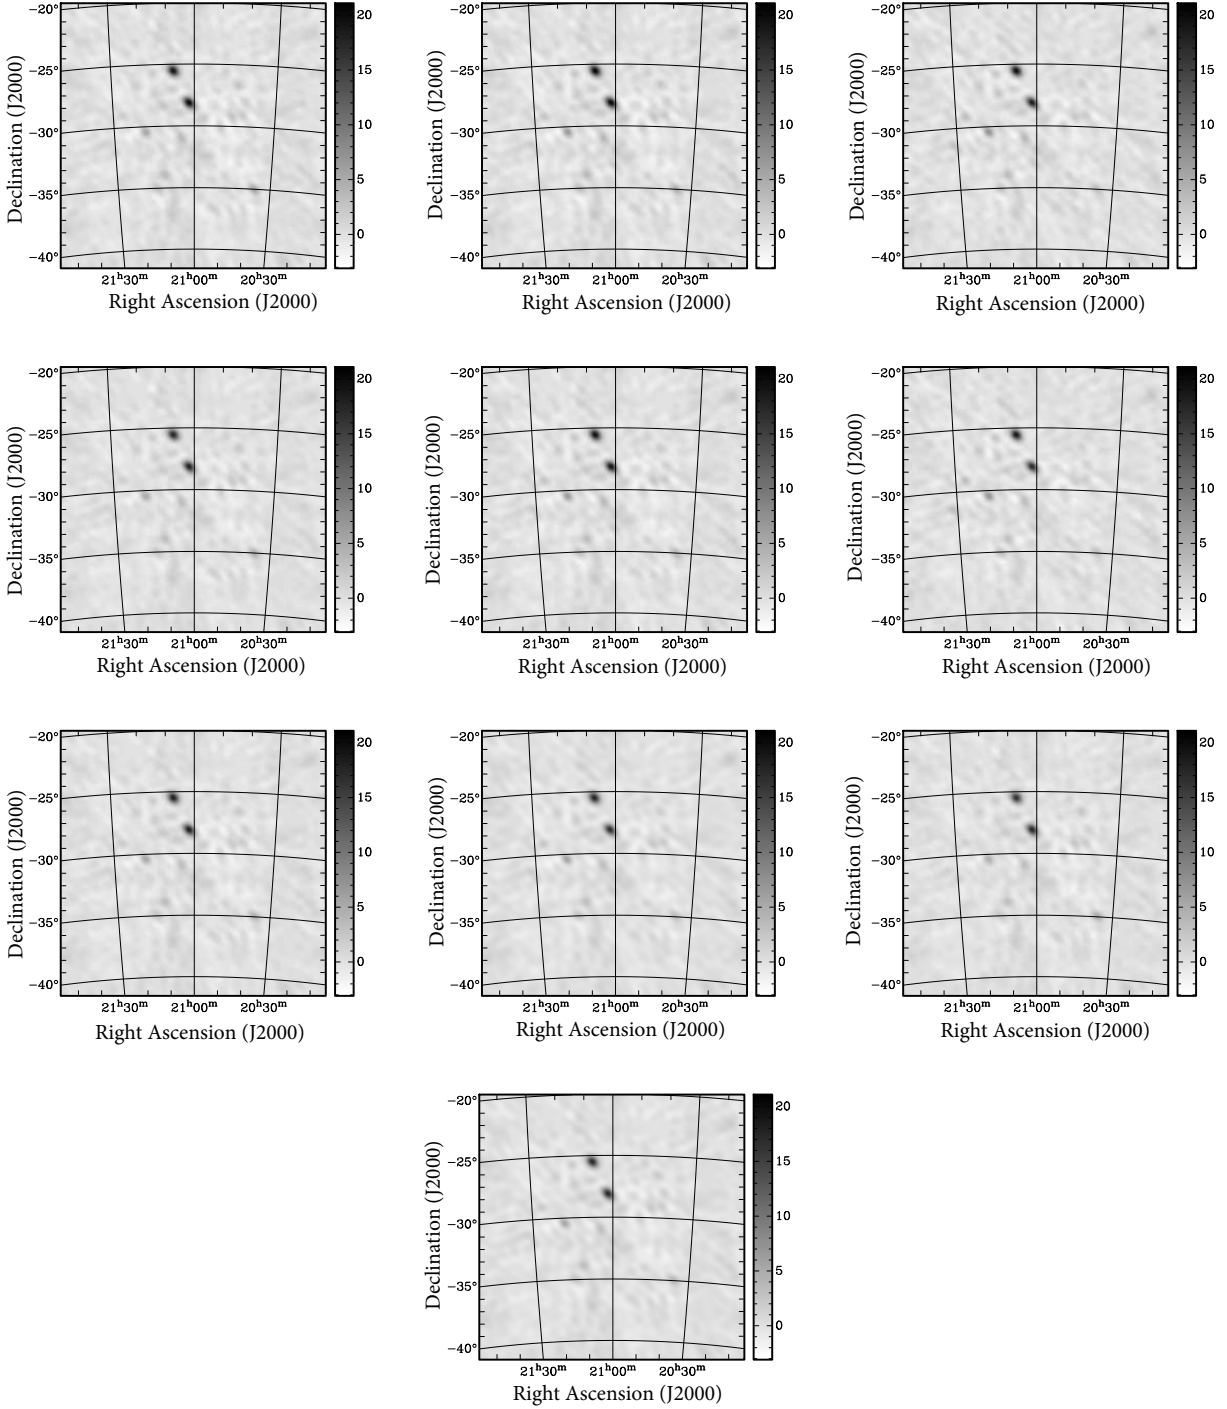 −20° 20 −20° 20 −20° 20
−25° 15 −25° 15 −25° 15
Declination (J2000) Declination (J2000) Declination (J2000)
−30° 10 −30° 10 −30° 10
−35° 5 −35° 5 −35° 5
−40° 0 −40° 0 −40° 0
21h30m 21h00m 20h30m 21h30m 21h00m 20h30m 21h30m 21h00m 20h30m
Right Ascension (J2000) Right Ascension (J2000) Right Ascension (J2000)
−20° 20 −20° 20 −20° 20
−25° 15 −25° 15 −25° 15
Declination (J2000) Declination (J2000) Declination (J2000)
−30° 10 −30° 10 −30° 10
−35° 5 −35° 5 −35° 5
−40° 0 −40° 0 −40° 0
21h30m 21h00m 20h30m 21h30m 21h00m 20h30m 21h30m 21h00m 20h30m
Right Ascension (J2000) Right Ascension (J2000) Right Ascension (J2000)
−20° 20 −20° 20 −20° 20
−25° 15 −25° 15 −25° 15
Declination (J2000) Declination (J2000) Declination (J2000)
−30° 10 −30° 10 −30° 10
−35° 5 −35° 5 −35° 5
−40° 0 −40° 0 −40° 0
21h30m 21h00m 20h30m 21h30m 21h00m 20h30m 21h30m 21h00m 20h30m
Right Ascension (J2000) Right Ascension (J2000) Right Ascension (J2000)
−20° 20
−25° 15
Declination (J2000)
−30° 10
−35° 5
−40° 0
21h30m 21h00m 20h30m
Right Ascension (J2000)